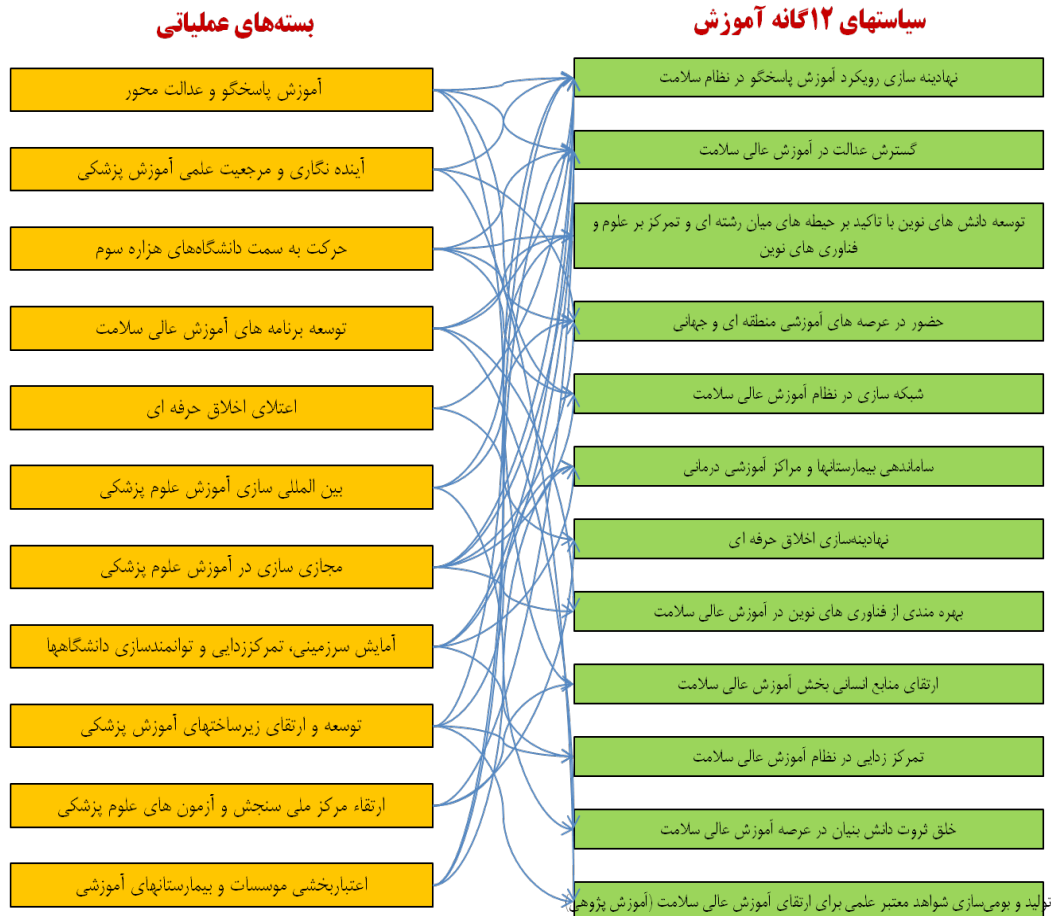 سیاستهای ۱۲گانه آموزش
نهادینه سازی رویکرد آموزش پاسخگو در نظام سلامت
گسترش عدالت در آموزش عالی سلامت
توسعه دانش های نوین با تاکید بر حیطه های میان رشته ای و تمرکز بر علوم و
فناوری های نوین
حضور در عرصه های آموزشی منطقه ای و جهانی
شبکه سازی در نظام آموزش عالی سلامت
ساماندهی بیمارستانها و مراکز آموزشی درمانی
نهادینه‌سازی اخلاق حرفه ای
بهره مندی از فناوری های نوین در آموزش عالی سلامت
ارتقای منابع انسانی بخش آموزش عالی سلامت
تمرکز زدایی در نظام آموزش عالی سلامت
خلق ثروت دانش بنیان در عرصه آموزش عالی سلامت
تولید و بومی‌سازی شواهد معتبر علمی برای ارتقای آموزش عالی سلامت (آموزش پژوهی)
بسته‌های عملیاتی
آموزش پاسخگو و عدالت محور
آینده نگاری و مرجعیت علمی آموزش پزشکی
حرکت به سمت دانشگاه‌های هزاره سوم
توسعه برنامه های آموزش عالی سلامت
اعتلای اخلاق حرفه ای
بین المللی سازی آموزش علوم پزشکی
مجازی سازی در آموزش علوم پزشکی
آمایش سرزمینی، تمرکززدایی و توانمندسازی دانشگاهها
توسعه و ارتقای زیرساختهای آموزش پزشکی
ارتقاء مرکز ملی سنجش و آزمون های علوم پزشکی
اعتباربخشی موسسات و بیمارستانهای آموزشی